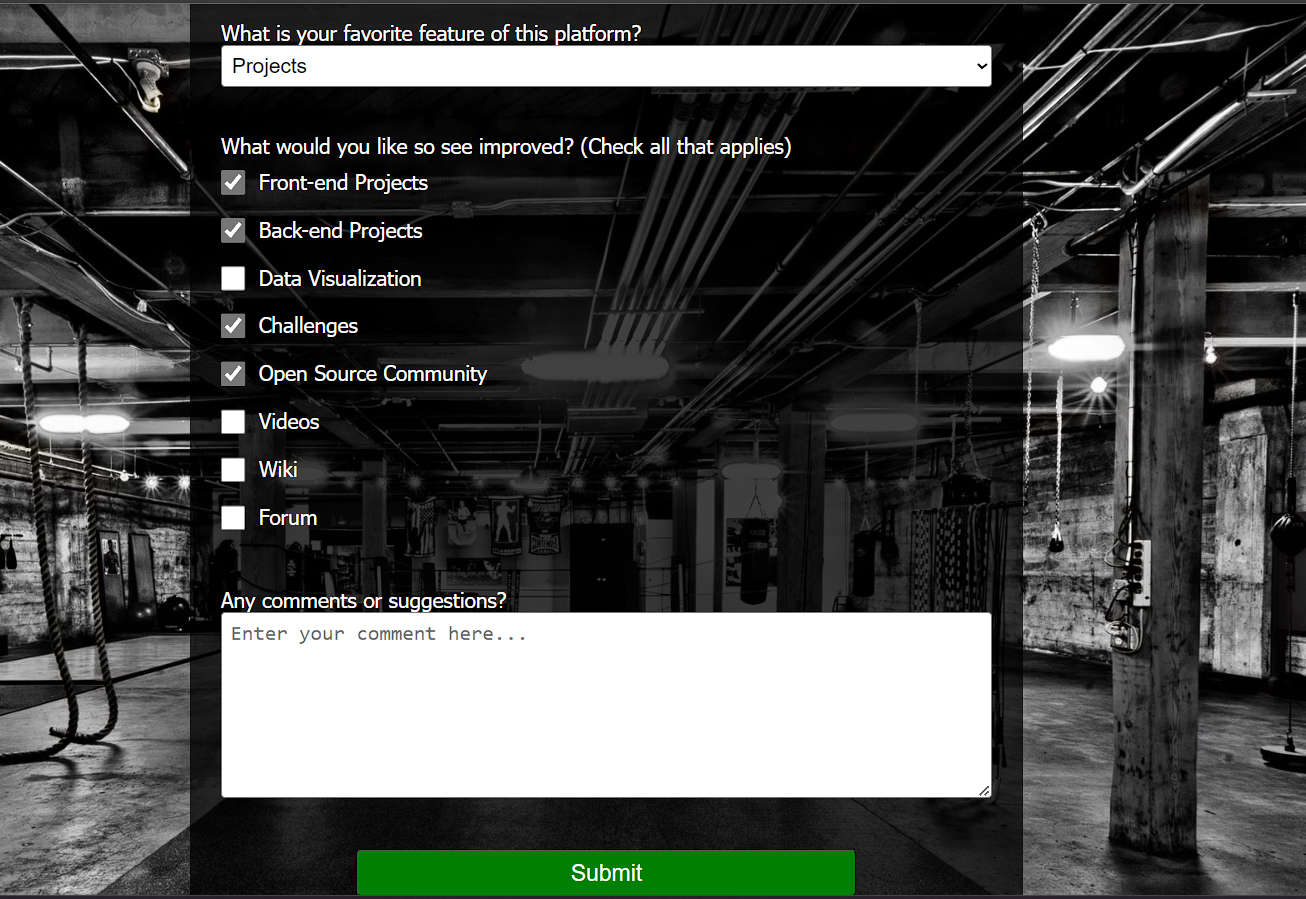 What is your favorite feature of this platform?
Projects
What would you like so see improved? (Check all that applies)
Front-end Projects
Back-end Projects
Data Visualization
Challenges
Open Source Community
Videos
Wiki
Forum
Any comments or suggestions?
Enter your comment here...
Submit